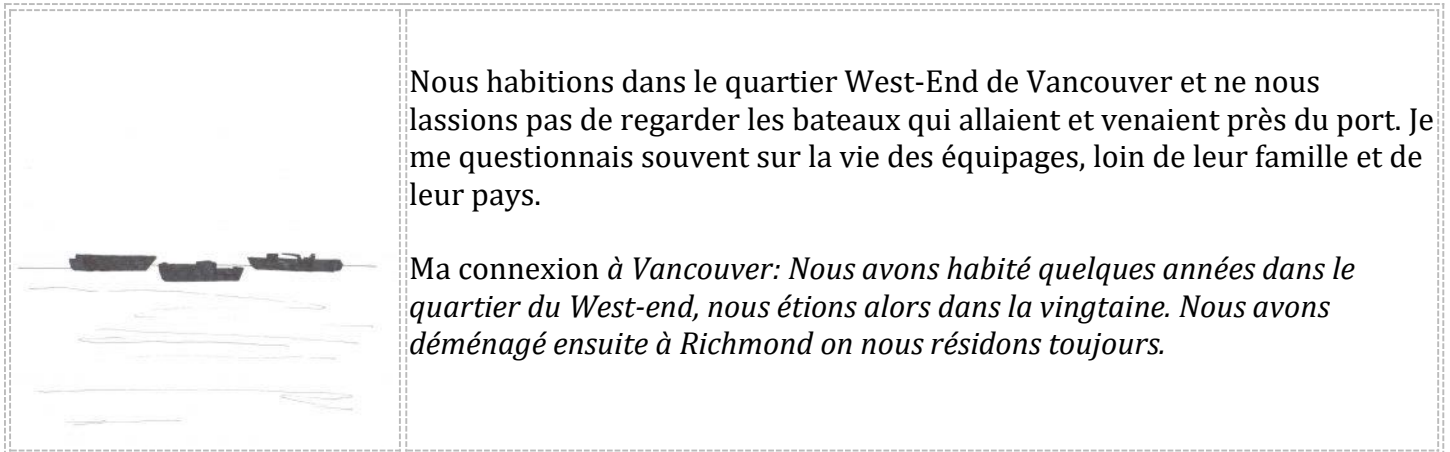 Nous habitions dans le quartier West-End de Vancouver et ne nous
lassions pas de regarder les bateaux qui allaient et venaient près du port. Je
me questionnais souvent sur la vie des équipages, loin de leur famille et de
leur pays.
Ma connexion à Vancouver: Nous avons habité quelques années dans le
quartier du West-end, nous étions alors dans la vingtaine. Nous avons
déménagé ensuite à Richmond on nous résidons toujours.